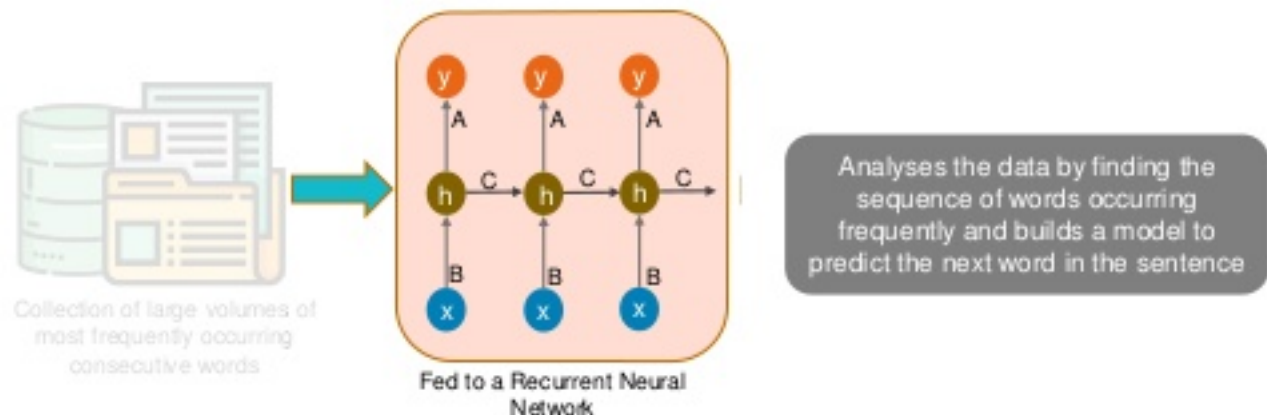 Collection of large volumes of
most frequently occurring
consecutive words
y y y
A A A
h C h C h C
B B B
x x x
Fed to a Recurrent Neural
Network
Analyses the data by finding the
sequence of words occurring
frequently and builds a model to
predict the next word in the sentence